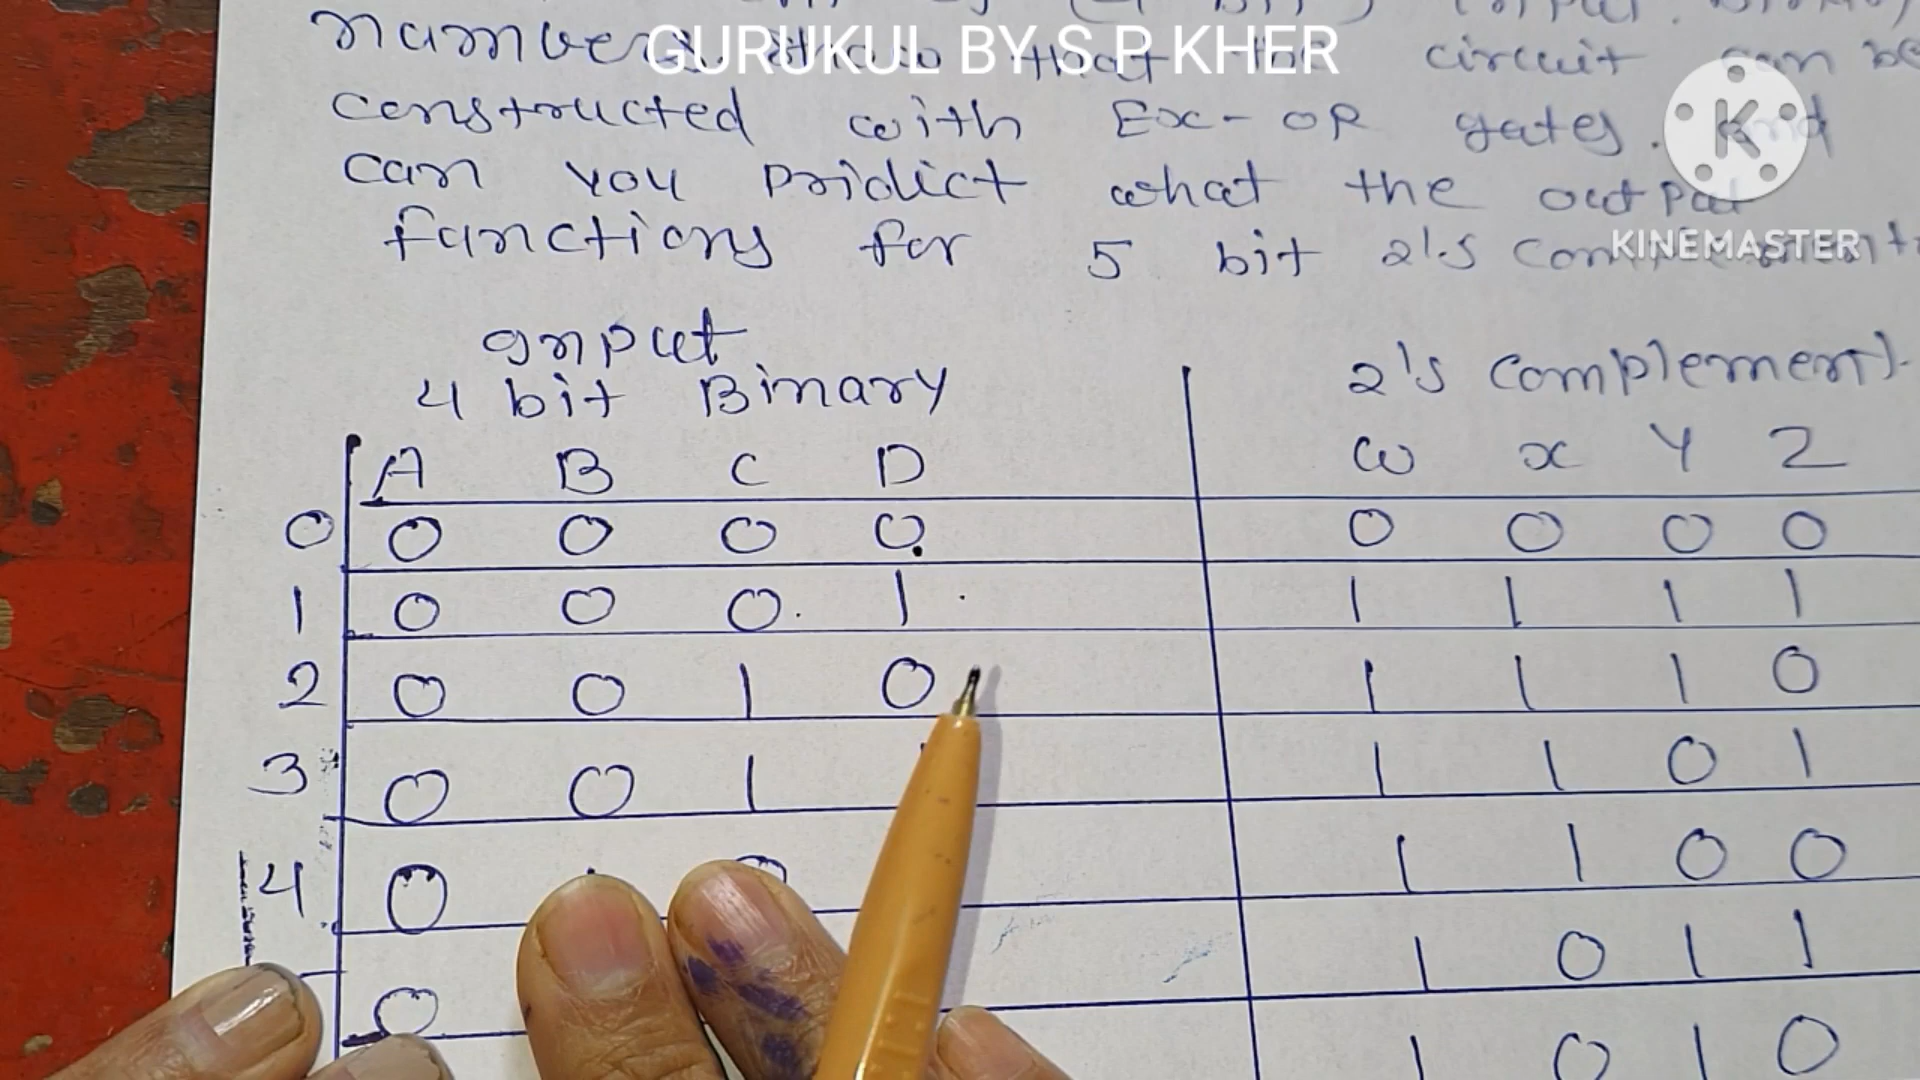 GURUKUL BY S P KHER
K
KINEMASTER
number that circuit can be
constructed with Ex-OR gates. and
can you pridict what the output
functions for 5 bit 2's complement
Input
4 bit Binary 2's complement
A B C D W X Y Z
0 0 0 0 0 0 0 0 0
1 0 0 0 1 1 1 1 1
2 0 0 1 0 1 1 1 0
3 0 0 1 1 1 0 1
4 0 1 1 0 0
0 1 0 1 1
1 0 1 0